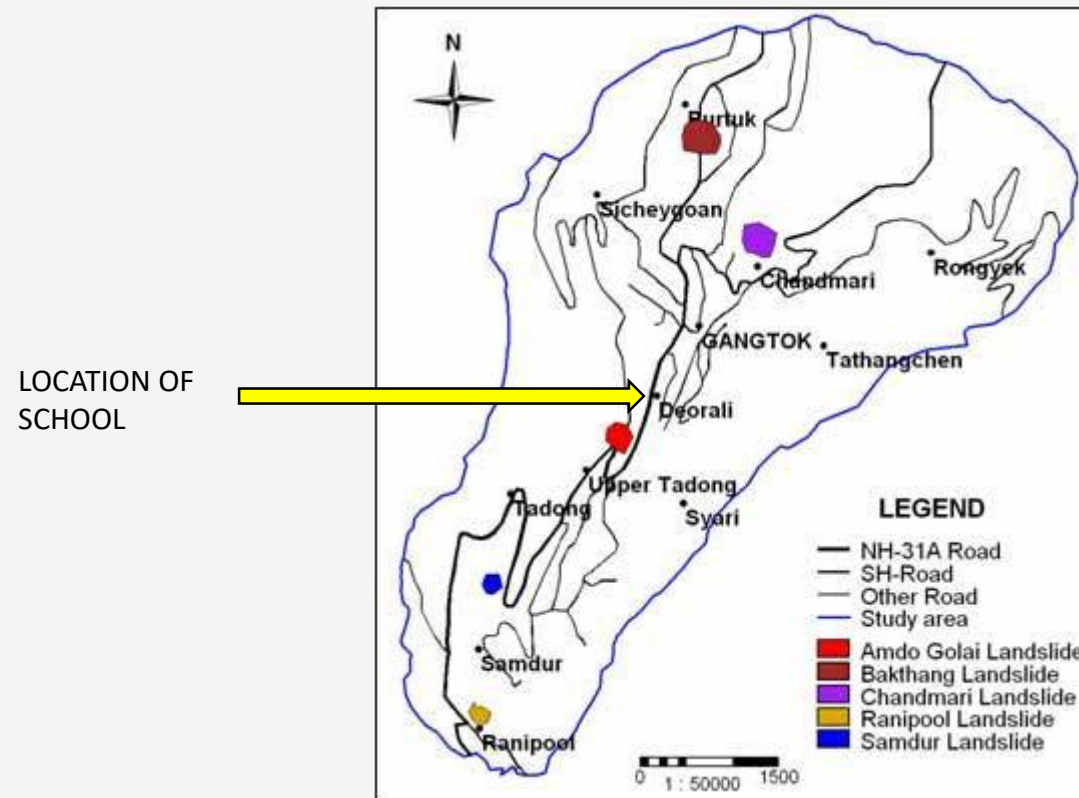 N
Burtuk
Sicheygoan
Chandmari
Rongyek
GANGTOK
Tathangchen
LOCATION OF
SCHOOL
Deorali
Upper Tadong
Tadong
Syari
Samdur
Ranipool
LEGEND
NH-31A Road
SH-Road
Other Road
Study area
Amdo Golai Landslide
Bakthang Landslide
Chandmari Landslide
Ranipool Landslide
Samdur Landslide
0 1500
1 : 50000